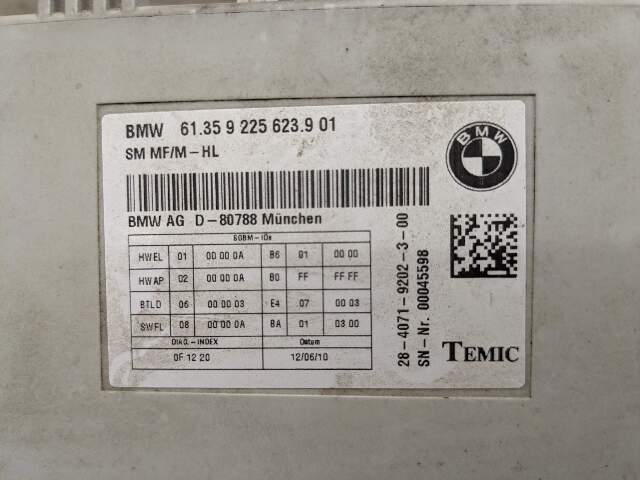 BMW 61.35 9 225 623.9 01
SM MF/M-HL
BMW
BMW AG D-80788 München
SGBM-IDs
HWEL 01 00 00 0A B6 01 00 00
HWAP 02 00 00 0A B0 FF FF FF
BTLD 06 00 00 03 E4 07 00 03
SWFL 08 00 00 0A BA 01 03 00
DIAG.-INDEX Datum
0F 12 20 12/06/10
28-4071-9202-3-00
SN-Nr. 00045598
TEMIC